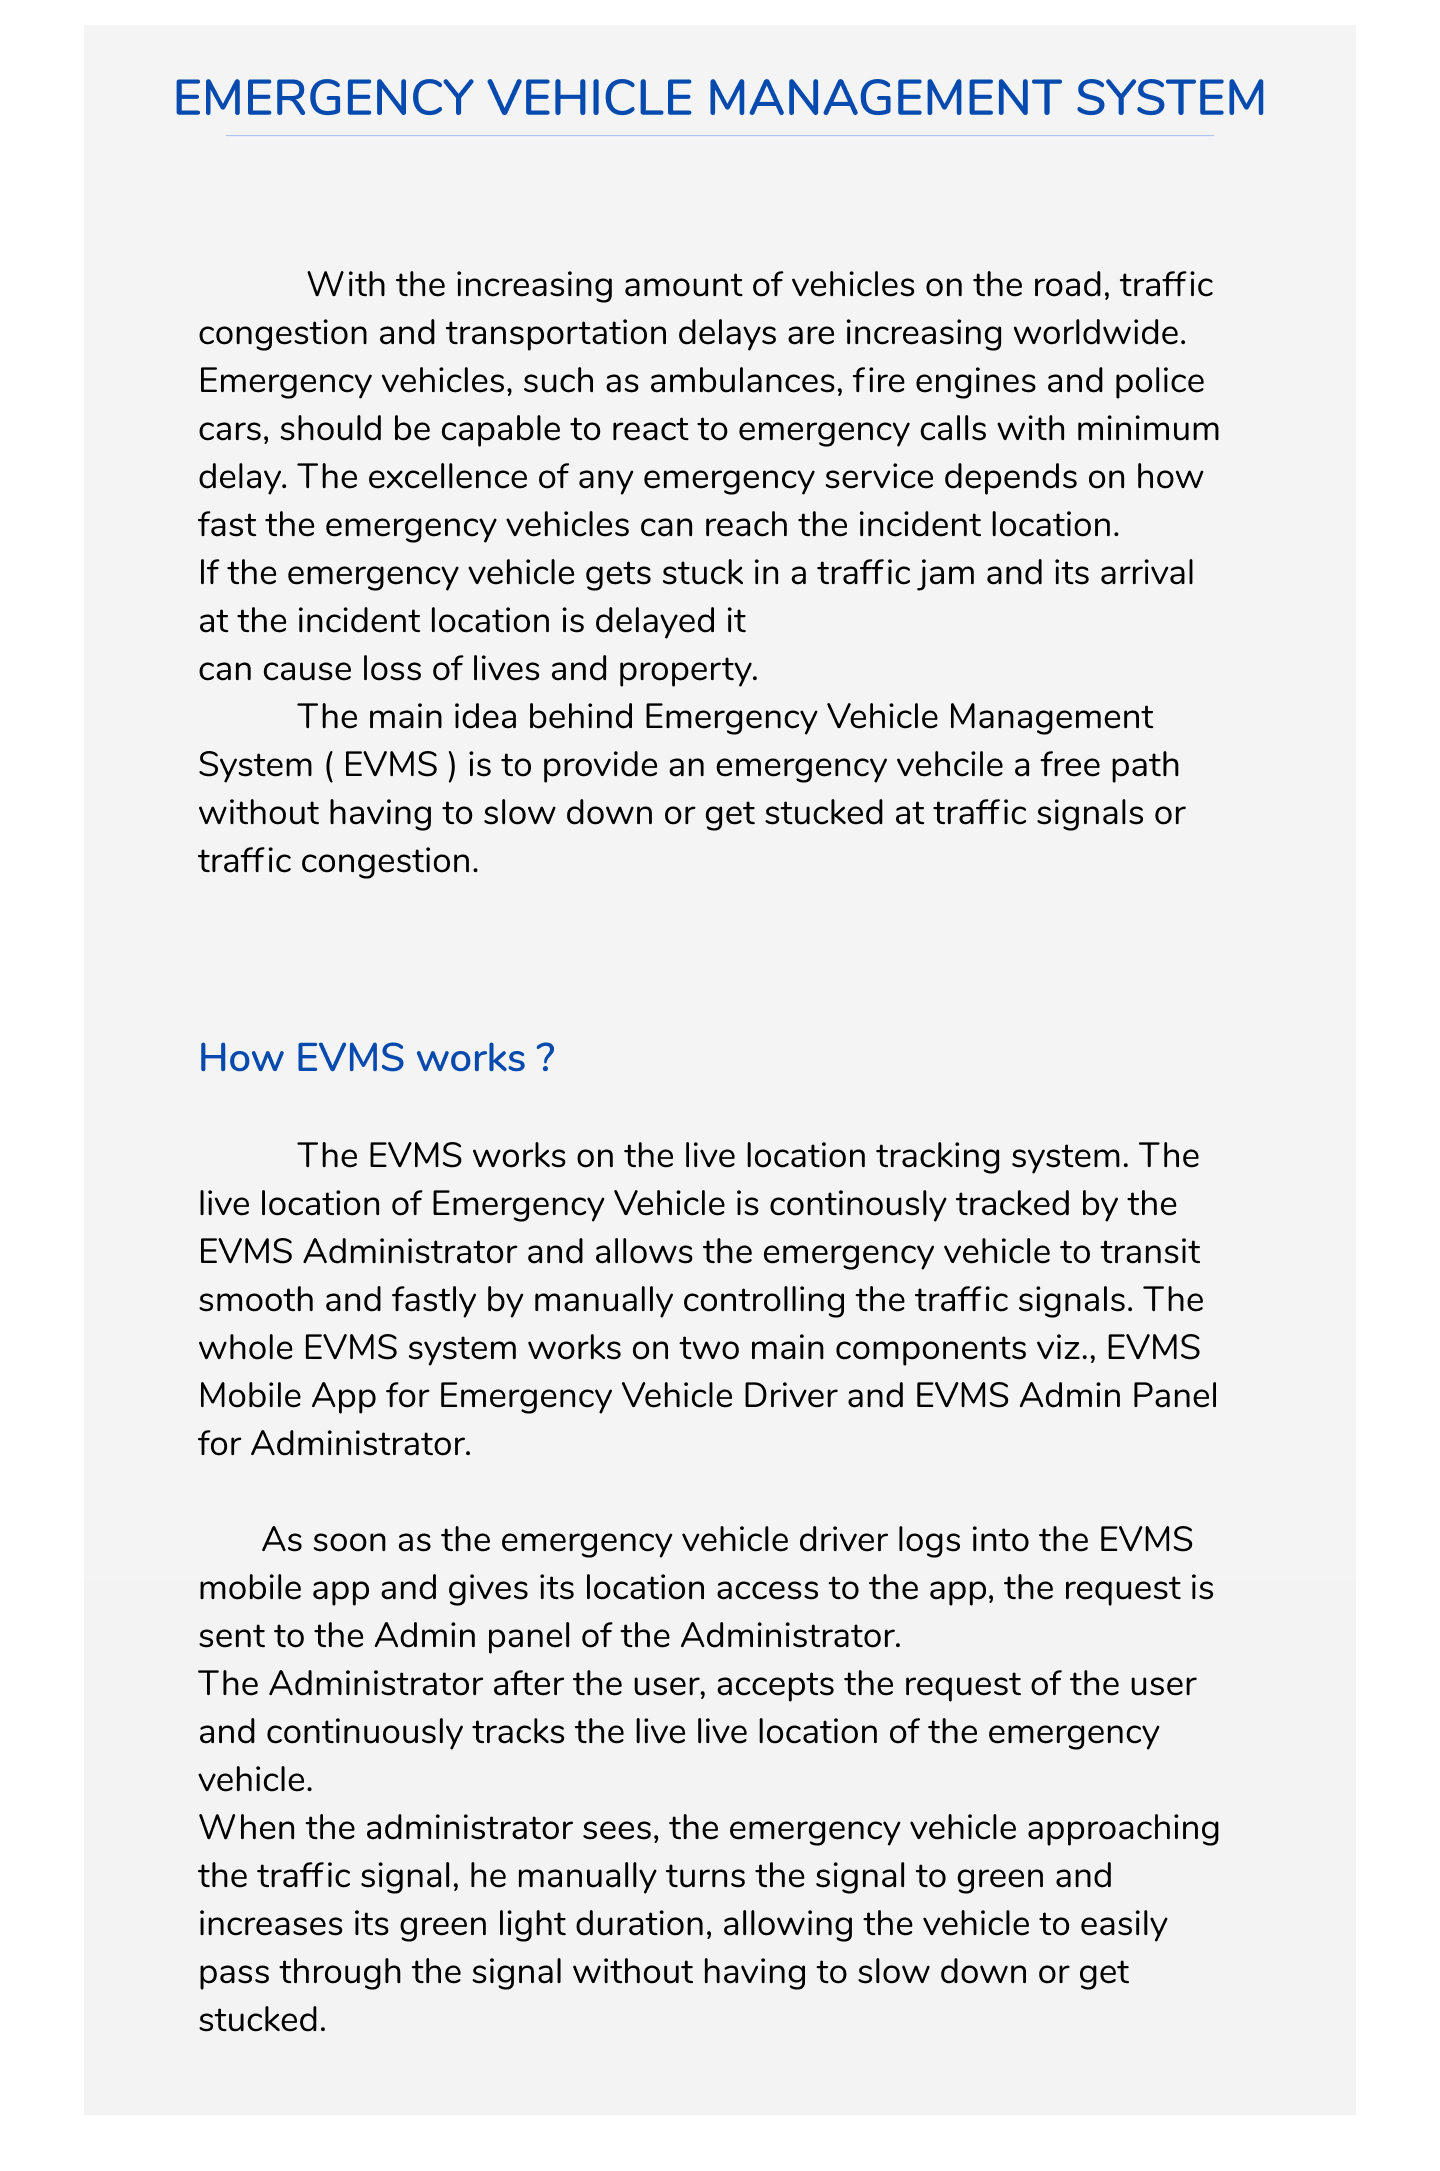 EMERGENCY VEHICLE MANAGEMENT SYSTEM
With the increasing amount of vehicles on the road, traffic
congestion and transportation delays are increasing worldwide.
Emergency vehicles, such as ambulances, fire engines and police
cars, should be capable to react to emergency calls with minimum
delay. The excellence of any emergency service depends on how
fast the emergency vehicles can reach the incident location.
If the emergency vehicle gets stuck in a traffic jam and its arrival
at the incident location is delayed it
can cause loss of lives and property.
The main idea behind Emergency Vehicle Management
System ( EVMS ) is to provide an emergency vehcile a free path
without having to slow down or get stucked at traffic signals or
traffic congestion.
How EVMS works ?
The EVMS works on the live location tracking system. The
live location of Emergency Vehicle is continously tracked by the
EVMS Administrator and allows the emergency vehicle to transit
smooth and fastly by manually controlling the traffic signals. The
whole EVMS system works on two main components viz., EVMS
Mobile App for Emergency Vehicle Driver and EVMS Admin Panel
for Administrator.
As soon as the emergency vehicle driver logs into the EVMS
mobile app and gives its location access to the app, the request is
sent to the Admin panel of the Administrator.
The Administrator after the user, accepts the request of the user
and continuously tracks the live live location of the emergency
vehicle.
When the administrator sees, the emergency vehicle approaching
the traffic signal, he manually turns the signal to green and
increases its green light duration, allowing the vehicle to easily
pass through the signal without having to slow down or get
stucked.